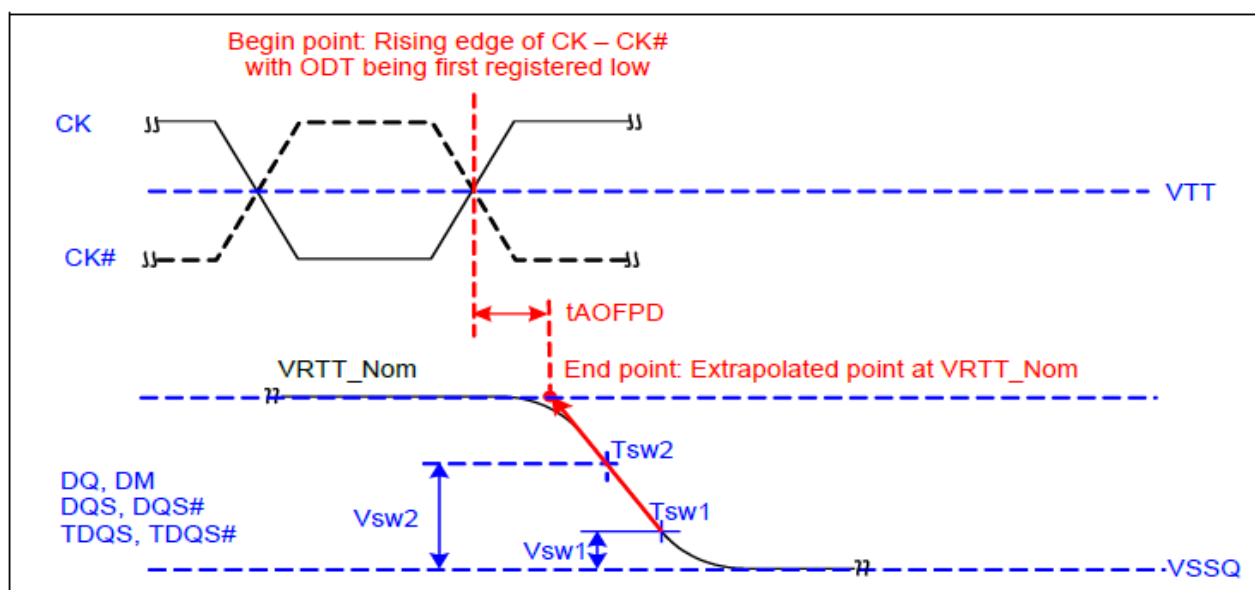 Begin point: Rising edge of CK – CK#
with ODT being first registered low
CK
VTT
CK#
tAOFPD
VRTT_Nom
End point: Extrapolated point at VRTT_Nom
Tsw2
DQ, DM
DQS, DQS#
TDQS, TDQS#
Vsw2
Tsw1
Vsw1
VSSQ